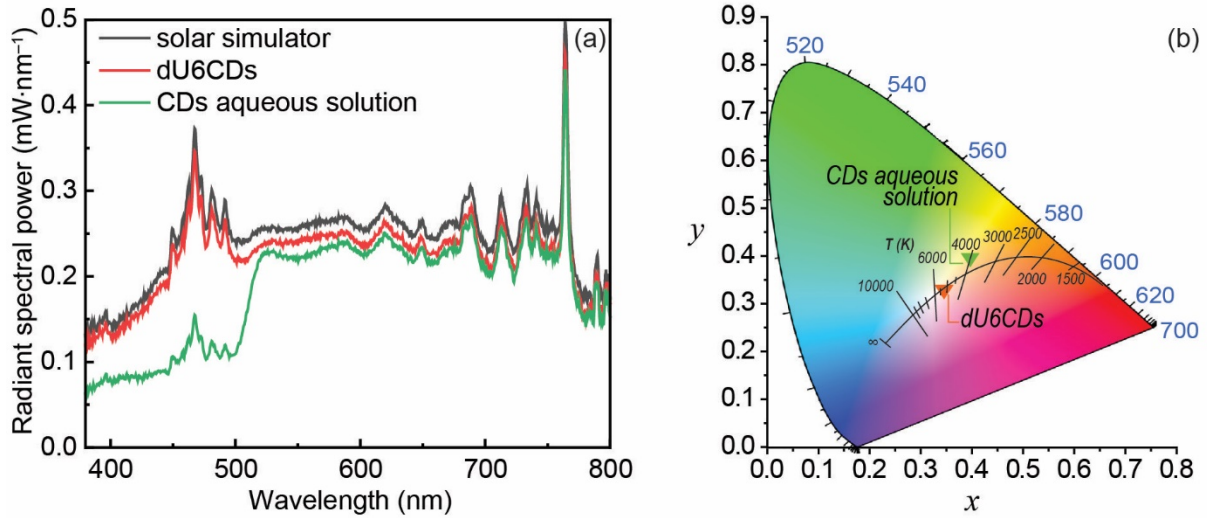 (a)
solar simulator
dU6CDs
CDs aqueous solution
Radiant spectral power (mW·nm⁻¹)
0.5
0.4
0.3
0.2
0.1
0.0
400 500 600 700 800
Wavelength (nm)
(b)
0.9
0.8
0.7
0.6
0.5
0.4
0.3
0.2
0.1
0.0
y
520
540
560
580
600
620
700
CDs aqueous
solution
T (K)
10000
6000
4000
3000
2500
2000
1500
∞
dU6CDs
0.0 0.1 0.2 0.3 0.4 0.5 0.6 0.7 0.8
x